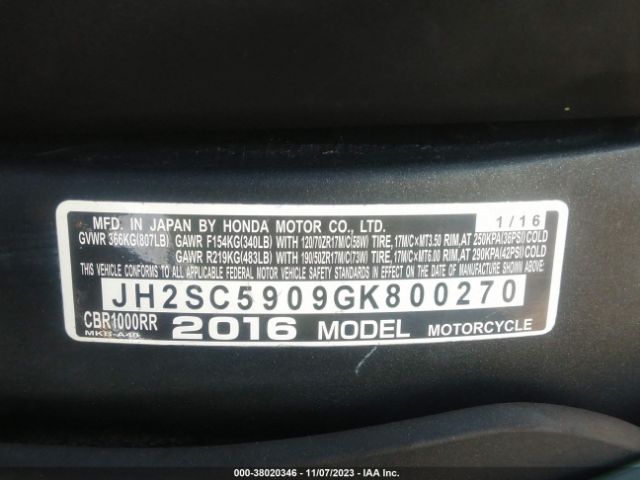 MFD. IN JAPAN BY HONDA MOTOR CO., LTD. 1/16
GVWR 366KG(807LB) GAWR F154KG(340LB) WITH 120/70ZR17M/C(58W) TIRE, 17M/C×MT3.50 RIM, AT 250KPA(36PSI) COLD
GAWR R219KG(483LB) WITH 190/50ZR17M/C(73W) TIRE, 17M/C×MT6.00 RIM, AT 290KPA(42PSI) COLD
THIS VEHICLE CONFORMS TO ALL APPLICABLE FEDERAL MOTOR VEHICLE SAFETY STANDARDS IN EFFECT ON THE DATE OF MANUFACTURE SHOWN ABOVE.
JH2SC5909GK800270
CBR1000RR 2016 MODEL MOTORCYCLE
000-38020346 - 11/07/2023 - IAAI.com